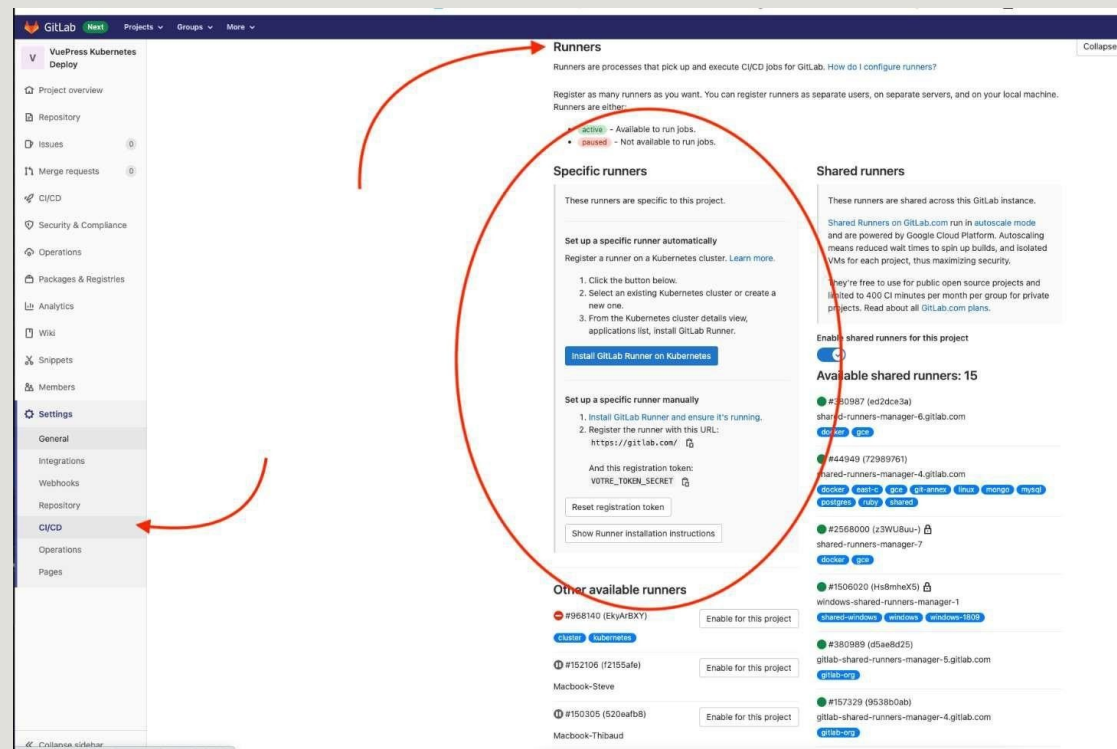 GitLab Next Projects Groups More
VuePress Kubernetes
Deploy
V
Project overview
Repository
Issues 0
Merge requests 0
CI/CD
Security & Compliance
Operations
Packages & Registries
Analytics
Wiki
Snippets
Members
Settings
General
Integrations
Webhooks
Repository
CI/CD
Operations
Pages
Collapse sidebar
Runners
Collapse
Runners are processes that pick up and execute CI/CD jobs for GitLab. How do I configure runners?
Register as many runners as you want. You can register runners as separate users, on separate servers, and on your local machine.
Runners are either:
active - Available to run jobs.
paused - Not available to run jobs.
Specific runners
These runners are specific to this project.
Set up a specific runner automatically
Register a runner on a Kubernetes cluster. Learn more.
1. Click the button below.
2. Select an existing Kubernetes cluster or create a
new one.
3. From the Kubernetes cluster details view,
applications list, install GitLab Runner.
Install GitLab Runner on Kubernetes
Set up a specific runner manually
1. Install GitLab Runner and ensure it's running.
2. Register the runner with this URL:
https://gitlab.com/
And this registration token:
VOTRE_TOKEN_SECRET
Reset registration token
Show Runner installation instructions
Other available runners
#968140 (EkyArBXY)
Enable for this project
cluster kubernetes
#152106 (f2155afe)
Enable for this project
Macbook-Steve
#150305 (520eafb8)
Enable for this project
Macbook-Thibaud
Shared runners
These runners are shared across this GitLab instance.
Shared Runners on GitLab.com run in autoscale mode
and are powered by Google Cloud Platform. Autoscaling
means reduced wait times to spin up builds, and isolated
VMs for each project, thus maximizing security.
They're free to use for public open source projects and
limited to 400 CI minutes per month per group for private
projects. Read about all GitLab.com plans.
Enable shared runners for this project
Available shared runners: 15
#380987 (ed2dce3a)
shared-runners-manager-6.gitlab.com
docker gce
#44949 (72989761)
shared-runners-manager-4.gitlab.com
docker east-c gce git-annex linux mongo mysql
postgres ruby shared
#2568000 (z3WU8uu-)
shared-runners-manager-7
docker gce
#1506020 (Hs8mheX5)
windows-shared-runners-manager-1
shared-windows windows windows-1809
#380989 (d5ae8d25)
gitlab-shared-runners-manager-5.gitlab.com
gitlab-org
#157329 (9538b0ab)
gitlab-shared-runners-manager-4.gitlab.com
gitlab-org